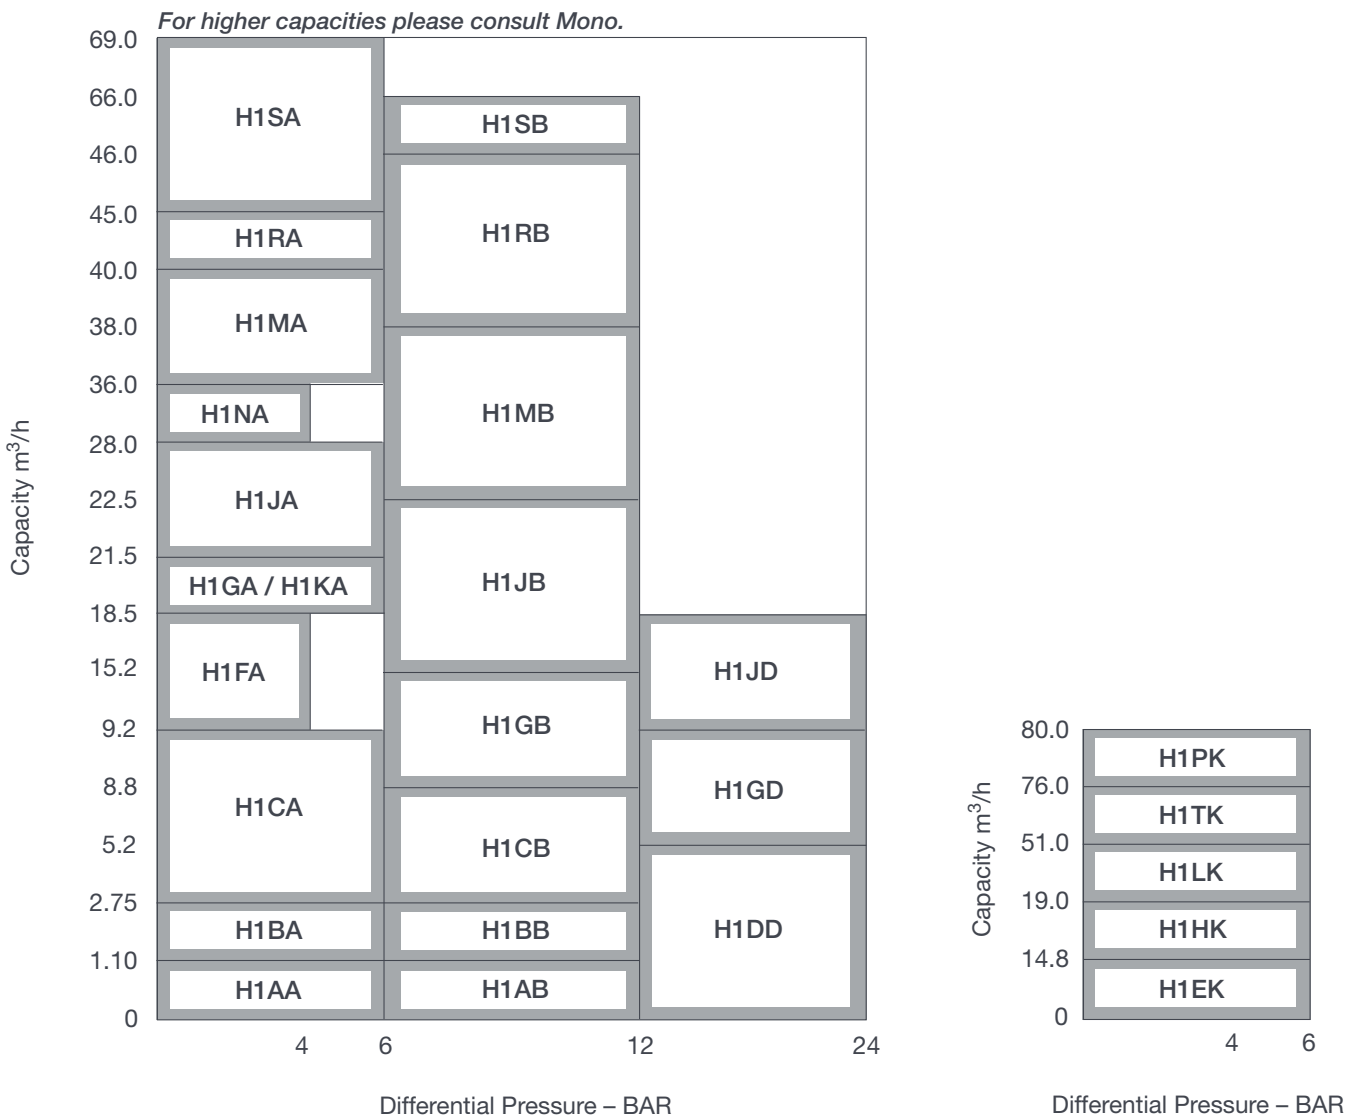 For higher capacities please consult Mono.
69.0
66.0
46.0
45.0
40.0
38.0
36.0
28.0
22.5
21.5
18.5
15.2
9.2
8.8
5.2
2.75
1.10
0
Capacity m³/h
H1SA
H1RA
H1MA
H1NA
H1JA
H1GA / H1KA
H1FA
H1CA
H1BA
H1AA
H1SB
H1RB
H1MB
H1JB
H1GB
H1CB
H1BB
H1AB
H1JD
H1GD
H1DD
4 6 12 24
Differential Pressure – BAR
80.0
76.0
51.0
19.0
14.8
0
Capacity m³/h
H1PK
H1TK
H1LK
H1HK
H1EK
4 6
Differential Pressure – BAR